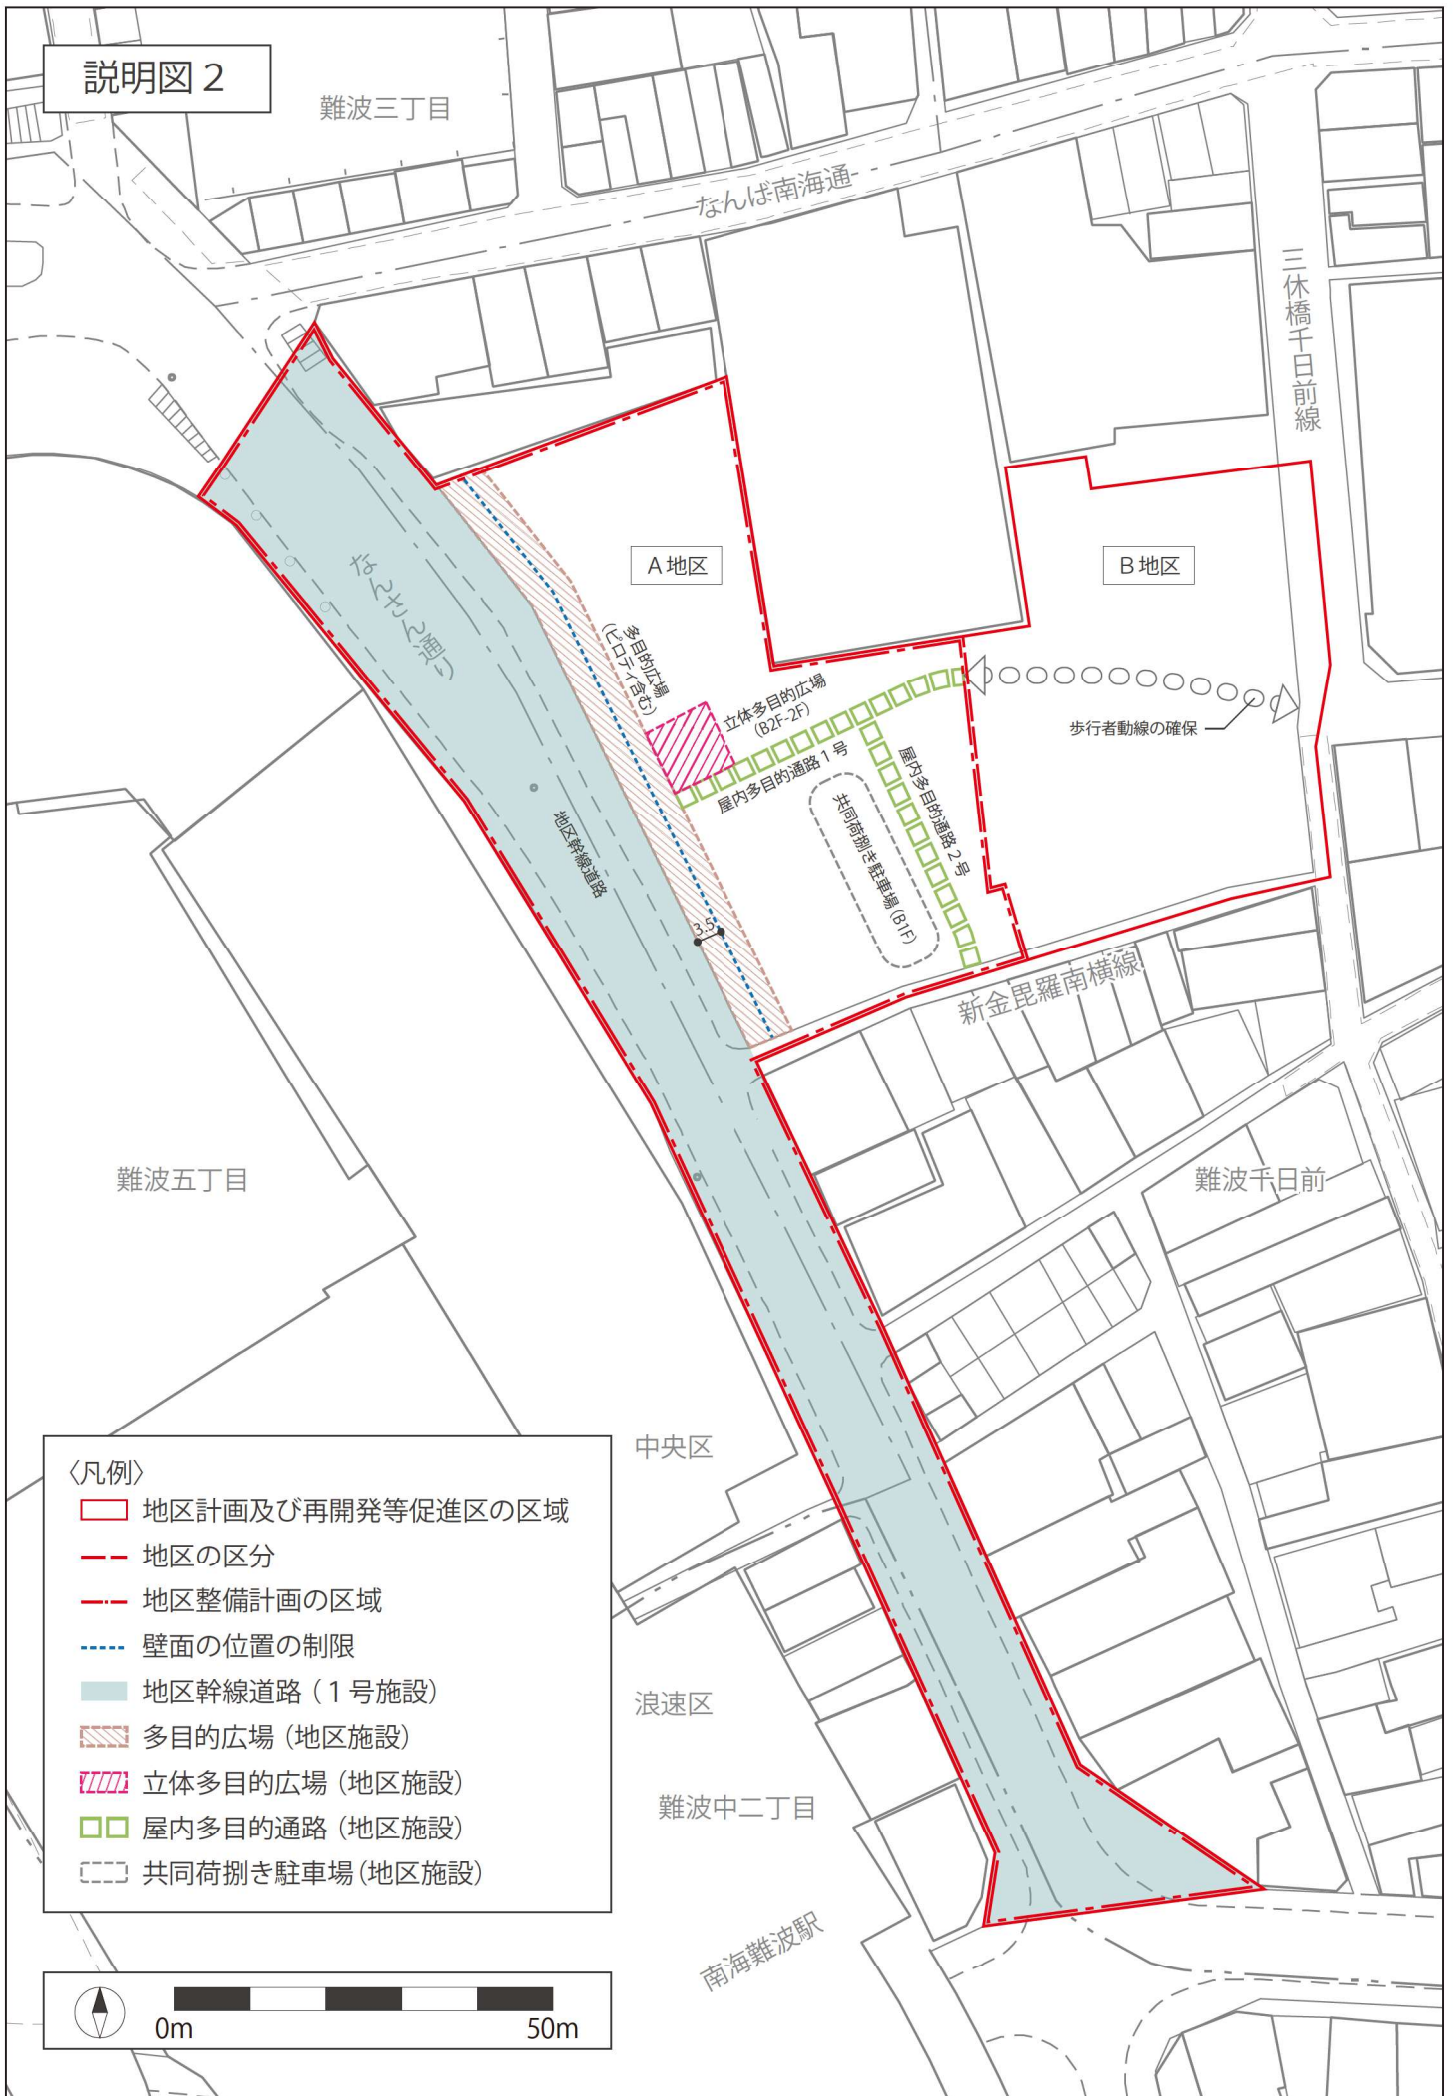 説明図２
難波三丁目
なんば南海通
三休橋千日前線
なんさん通り
A地区
B地区
多目的広場
(ピロティ含む)
立体多目的広場
(B2F-2F)
屋内多目的通路１号
屋内多目的通路２号
共同荷捌き駐車場(B1F)
歩行者動線の確保
地区幹線道路
3.5
新金毘羅南横線
難波五丁目
難波千日前
中央区
浪速区
難波中二丁目
南海難波駅
〈凡例〉
地区計画及び再開発等促進区の区域
地区の区分
地区整備計画の区域
壁面の位置の制限
地区幹線道路（１号施設）
多目的広場（地区施設）
立体多目的広場（地区施設）
屋内多目的通路（地区施設）
共同荷捌き駐車場（地区施設）
0m 50m